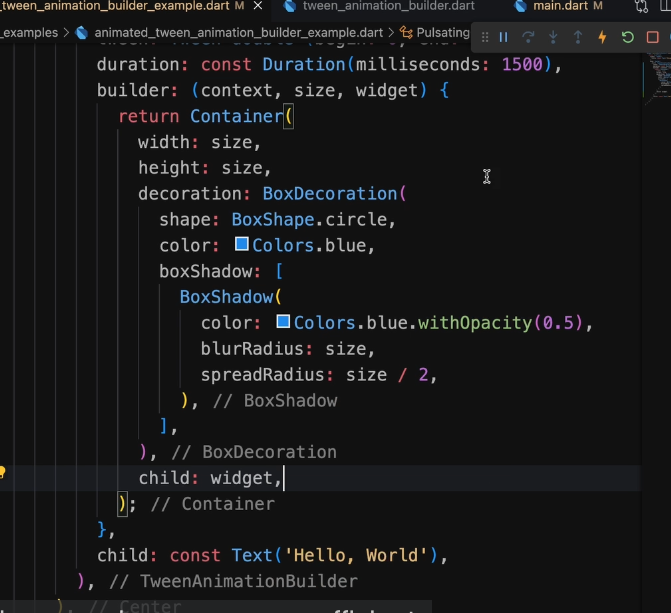 _tween_animation_builder_example.dart M tween_animation_builder.dart main.dart M
_examples > animated_tween_animation_builder_example.dart > Pulsating
duration: const Duration(milliseconds: 1500),
builder: (context, size, widget) {
return Container(
width: size,
height: size,
decoration: BoxDecoration(
shape: BoxShape.circle,
color: Colors.blue,
boxShadow: [
BoxShadow(
color: Colors.blue.withOpacity(0.5),
blurRadius: size,
spreadRadius: size / 2,
), // BoxShadow
],
), // BoxDecoration
child: widget,
); // Container
},
child: const Text('Hello, World'),
), // TweenAnimationBuilder
), // Center